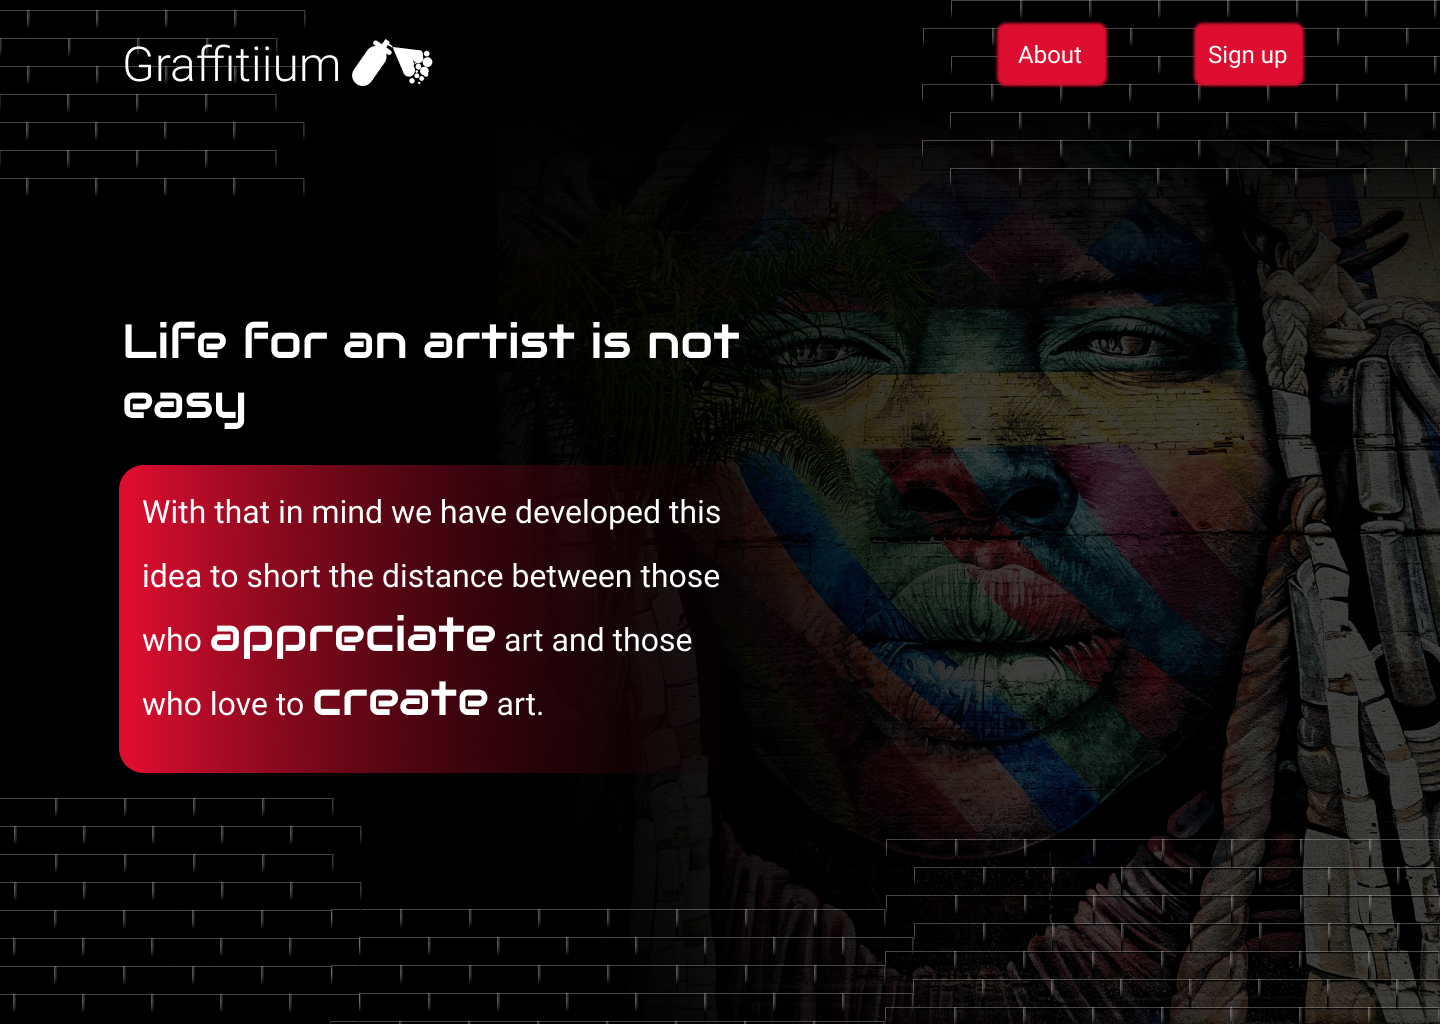 Graffitiium
About
Sign up
Life for an artist is not
easy
With that in mind we have developed this
idea to short the distance between those
who appreciate art and those
who love to create art.